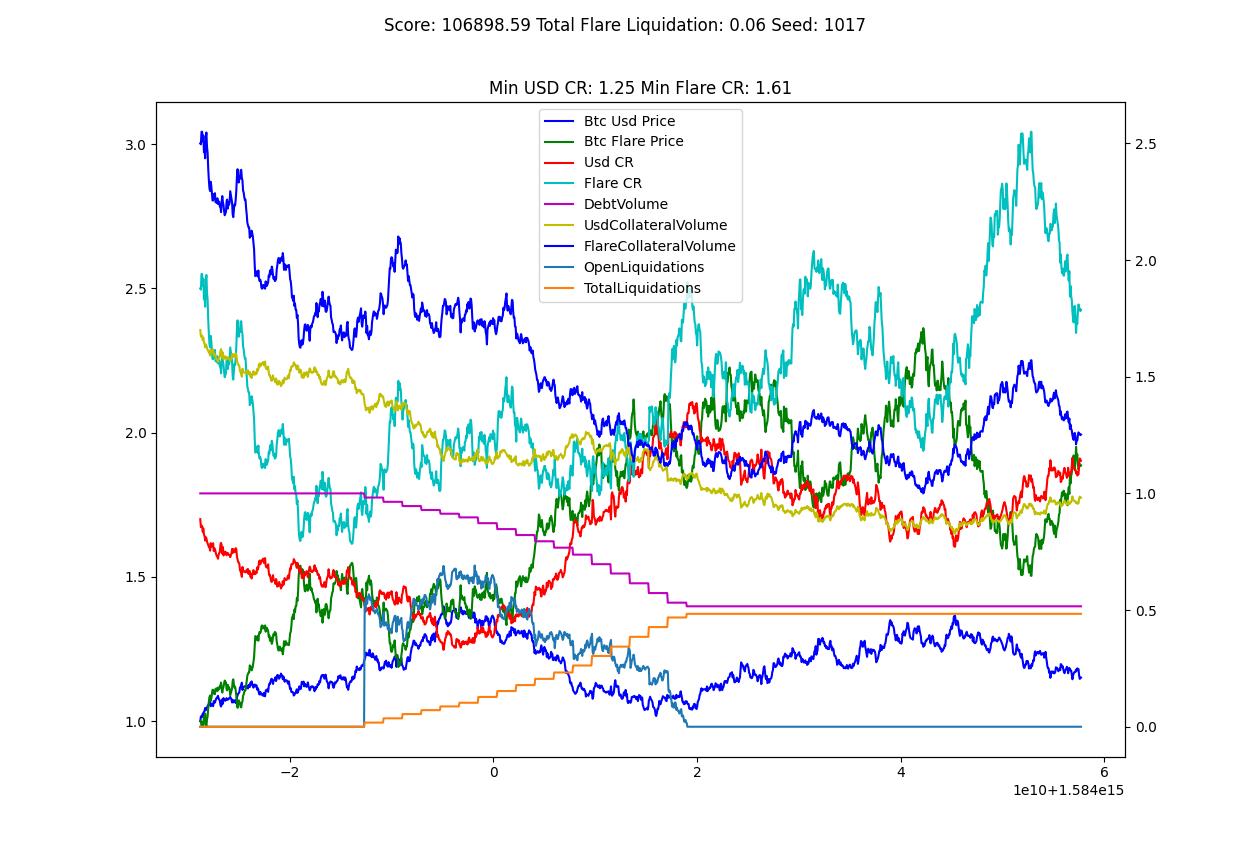 Score: 106898.59 Total Flare Liquidation: 0.06 Seed: 1017
Min USD CR: 1.25 Min Flare CR: 1.61
Btc Usd Price
Btc Flare Price
Usd CR
Flare CR
DebtVolume
UsdCollateralVolume
FlareCollateralVolume
OpenLiquidations
TotalLiquidations
3.0
2.5
2.0
1.5
1.0
2.5
2.0
1.5
1.0
0.5
0.0
−2 0 2 4 6
1e10+1.584e15